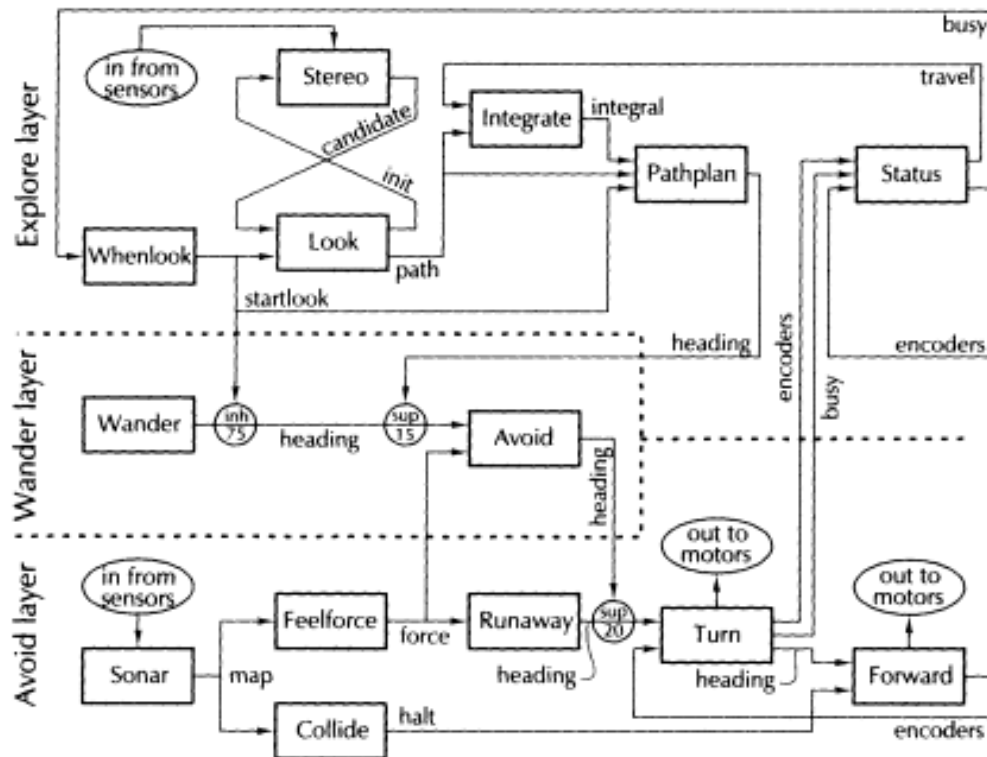 busy
in from
sensors
Stereo
travel
candidate
Integrate
integral
Explore layer
init
Pathplan
Status
Whenlook
Look
path
startlook
heading
encoders
encoders
busy
Wander layer
Wander
inh
75
heading
sup
15
Avoid
heading
Avoid layer
in from
sensors
out to
motors
out to
motors
Feelforce
force
Runaway
sup
20
Turn
Sonar
map
heading
heading
Forward
Collide
halt
encoders